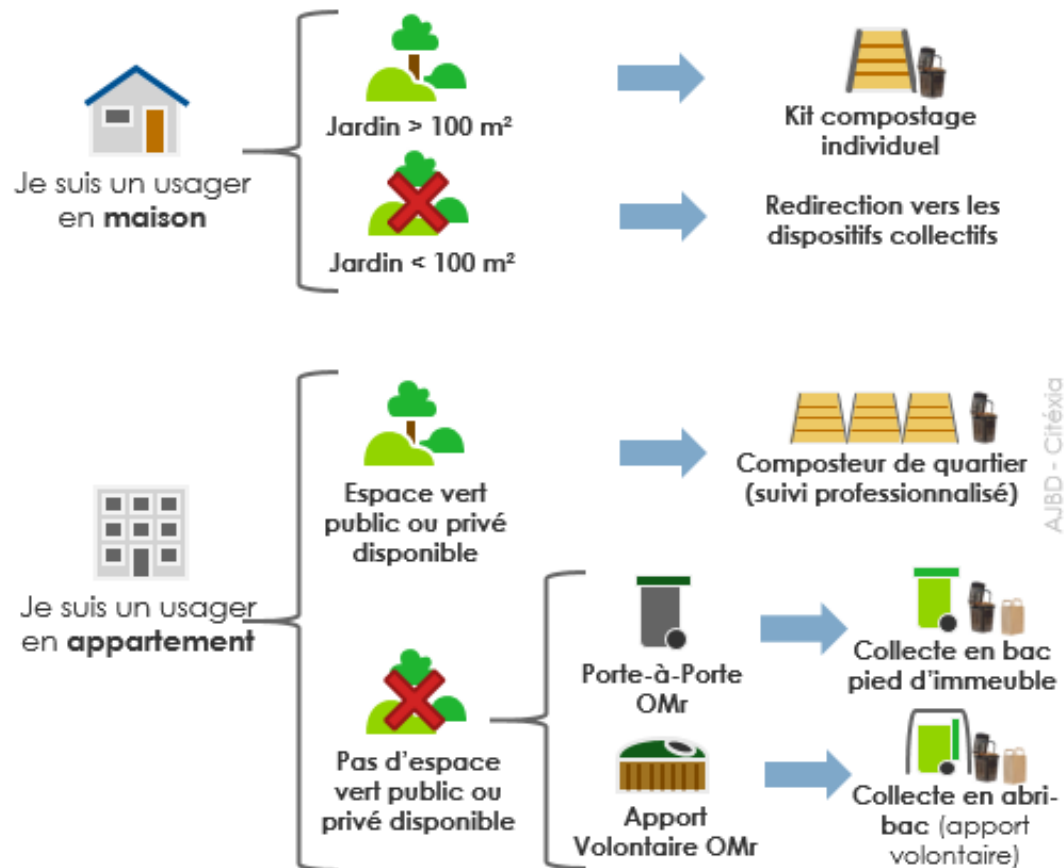 Jardin > 100 m²
Kit compostage
individuel
Je suis un usager
en maison
Jardin < 100 m²
Redirection vers les
dispositifs collectifs
Espace vert
public ou privé
disponible
Composteur de quartier
(suivi professionnalisé)
AJBD - Citéxia
Je suis un usager
en appartement
Pas d'espace
vert public ou
privé disponible
Porte-à-Porte
OMr
Collecte en bac
pied d'immeuble
Apport
Volontaire OMr
Collecte en abri-
bac (apport
volontaire)